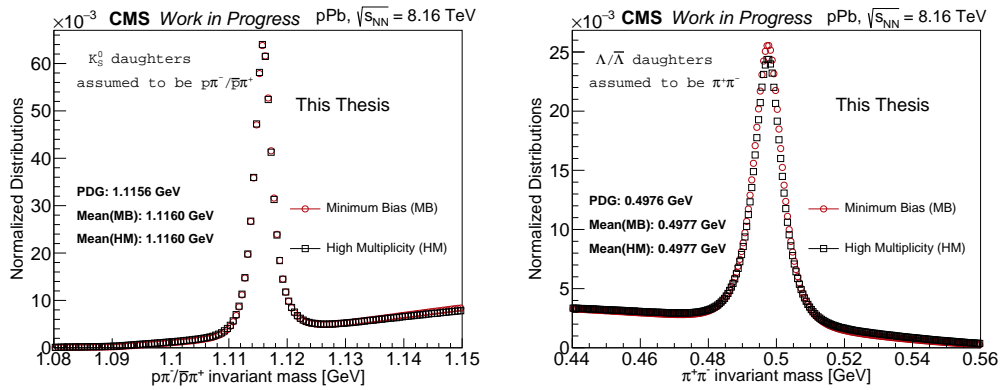 CMS Work in Progress
pPb, √s_NN = 8.16 TeV
×10⁻³
K⁰_S daughters
assumed to be pπ⁻/p̅π⁺
This Thesis
PDG: 1.1156 GeV
Mean(MB): 1.1160 GeV
Mean(HM): 1.1160 GeV
Minimum Bias (MB)
High Multiplicity (HM)
Normalized Distributions
60
50
40
30
20
10
0
1.08
1.09
1.1
1.11
1.12
1.13
1.14
1.15
pπ⁻/p̅π⁺ invariant mass [GeV]
CMS Work in Progress
pPb, √s_NN = 8.16 TeV
×10⁻³
Λ/Λ̅ daughters
assumed to be π⁺π⁻
This Thesis
PDG: 0.4976 GeV
Mean(MB): 0.4977 GeV
Mean(HM): 0.4977 GeV
Minimum Bias (MB)
High Multiplicity (HM)
Normalized Distributions
25
20
15
10
5
0
0.44
0.46
0.48
0.5
0.52
0.54
0.56
π⁺π⁻ invariant mass [GeV]